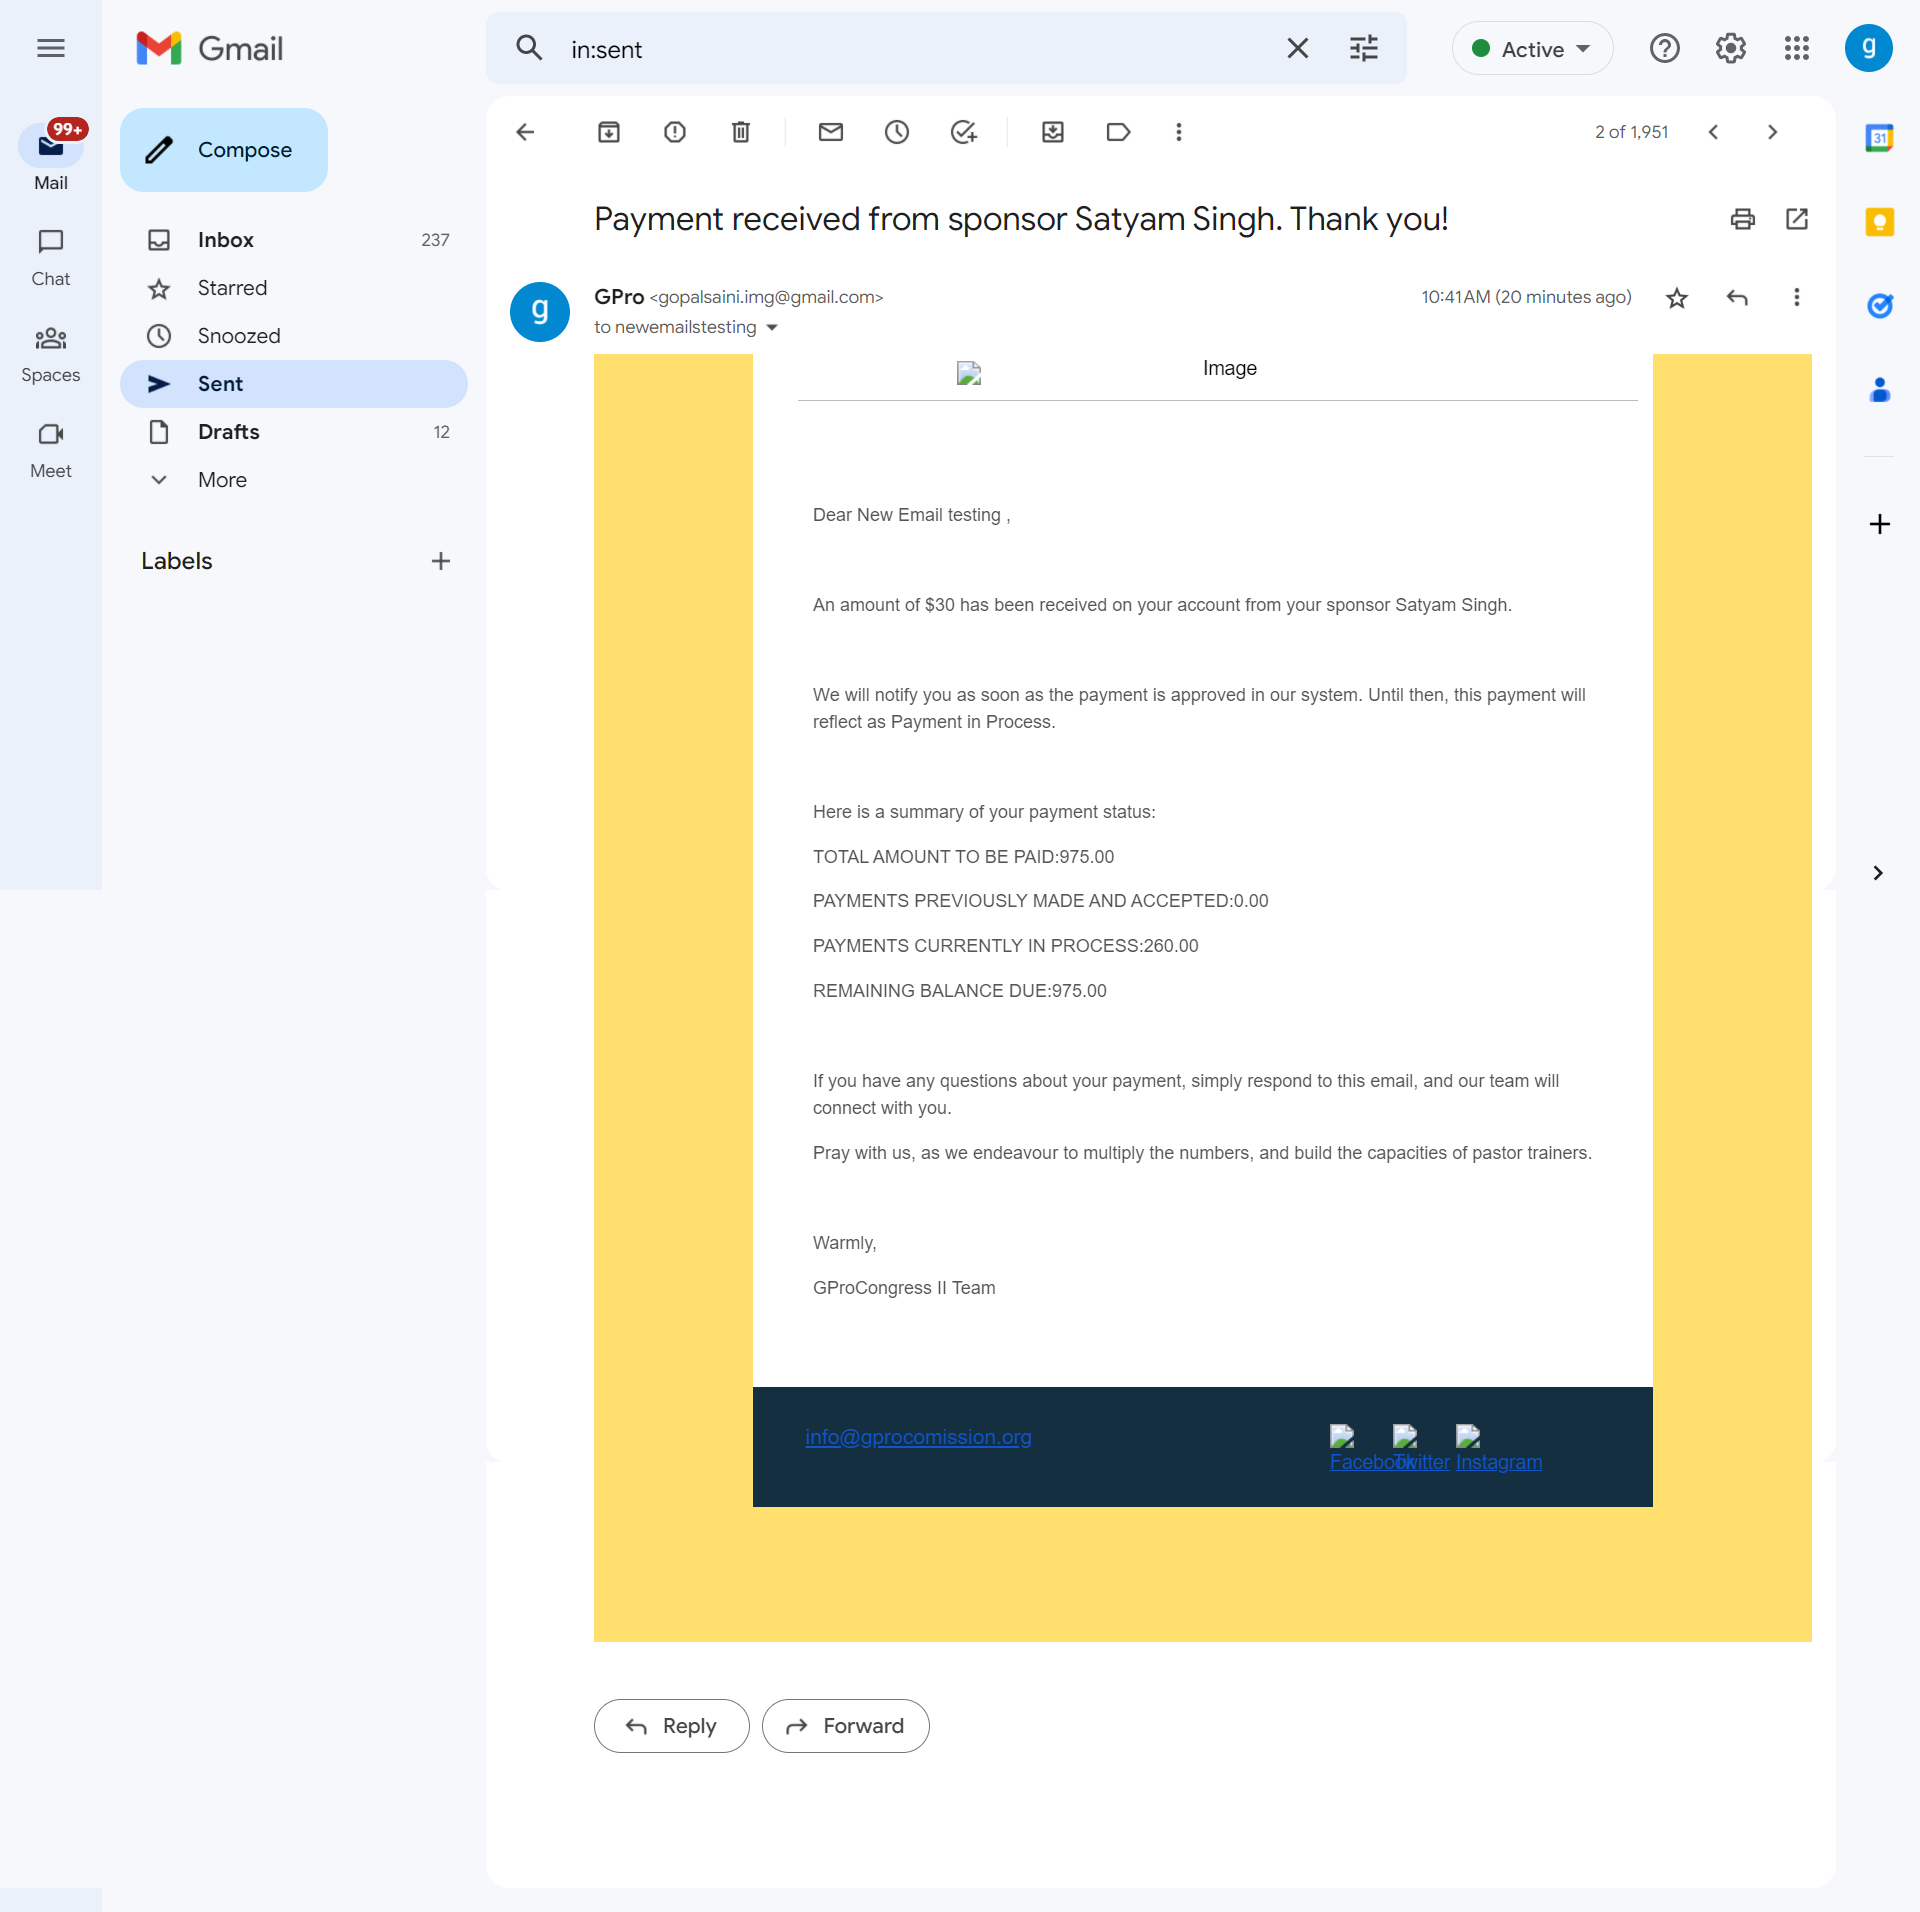 Gmail
in:sent
Active
g
99+
Mail
Compose
2 of 1,951
31
Chat
Inbox 237
Starred
Snoozed
Spaces
Sent
Drafts 12
Meet
More
Labels
Payment received from sponsor Satyam Singh. Thank you!
g
GPro <gopalsaini.img@gmail.com>
10:41 AM (20 minutes ago)
to newemailstesting
Image
Dear New Email testing ,
An amount of $30 has been received on your account from your sponsor Satyam Singh.
We will notify you as soon as the payment is approved in our system. Until then, this payment will
reflect as Payment in Process.
Here is a summary of your payment status:
TOTAL AMOUNT TO BE PAID:975.00
PAYMENTS PREVIOUSLY MADE AND ACCEPTED:0.00
PAYMENTS CURRENTLY IN PROCESS:260.00
REMAINING BALANCE DUE:975.00
If you have any questions about your payment, simply respond to this email, and our team will
connect with you.
Pray with us, as we endeavour to multiply the numbers, and build the capacities of pastor trainers.
Warmly,
GProCongress II Team
info@gprocomission.org
Facebook Twitter Instagram
Reply
Forward